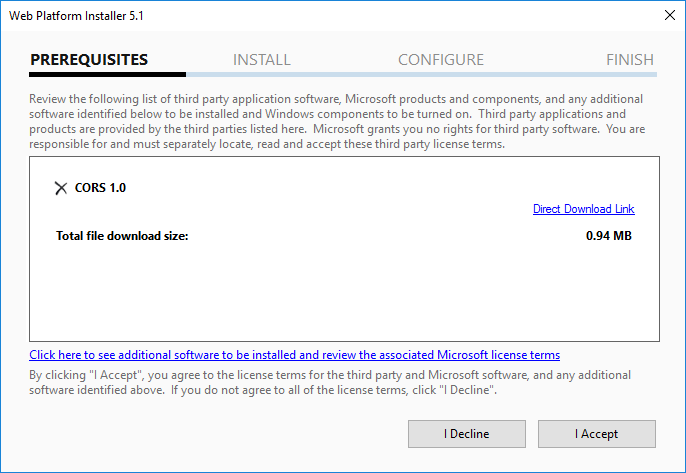 Web Platform Installer 5.1
PREREQUISITES INSTALL CONFIGURE FINISH
Review the following list of third party application software, Microsoft products and components, and any additional
software identified below to be installed and Windows components to be turned on.  Third party applications and
products are provided by the third parties listed here.  Microsoft grants you no rights for third party software.  You are
responsible for and must separately locate, read and accept these third party license terms.
CORS 1.0
Direct Download Link
Total file download size: 0.94 MB
Click here to see additional software to be installed and review the associated Microsoft license terms
By clicking "I Accept", you agree to the license terms for the third party and Microsoft software, and any additional
software identified above.  If you do not agree to all of the license terms, click "I Decline".
I Decline I Accept